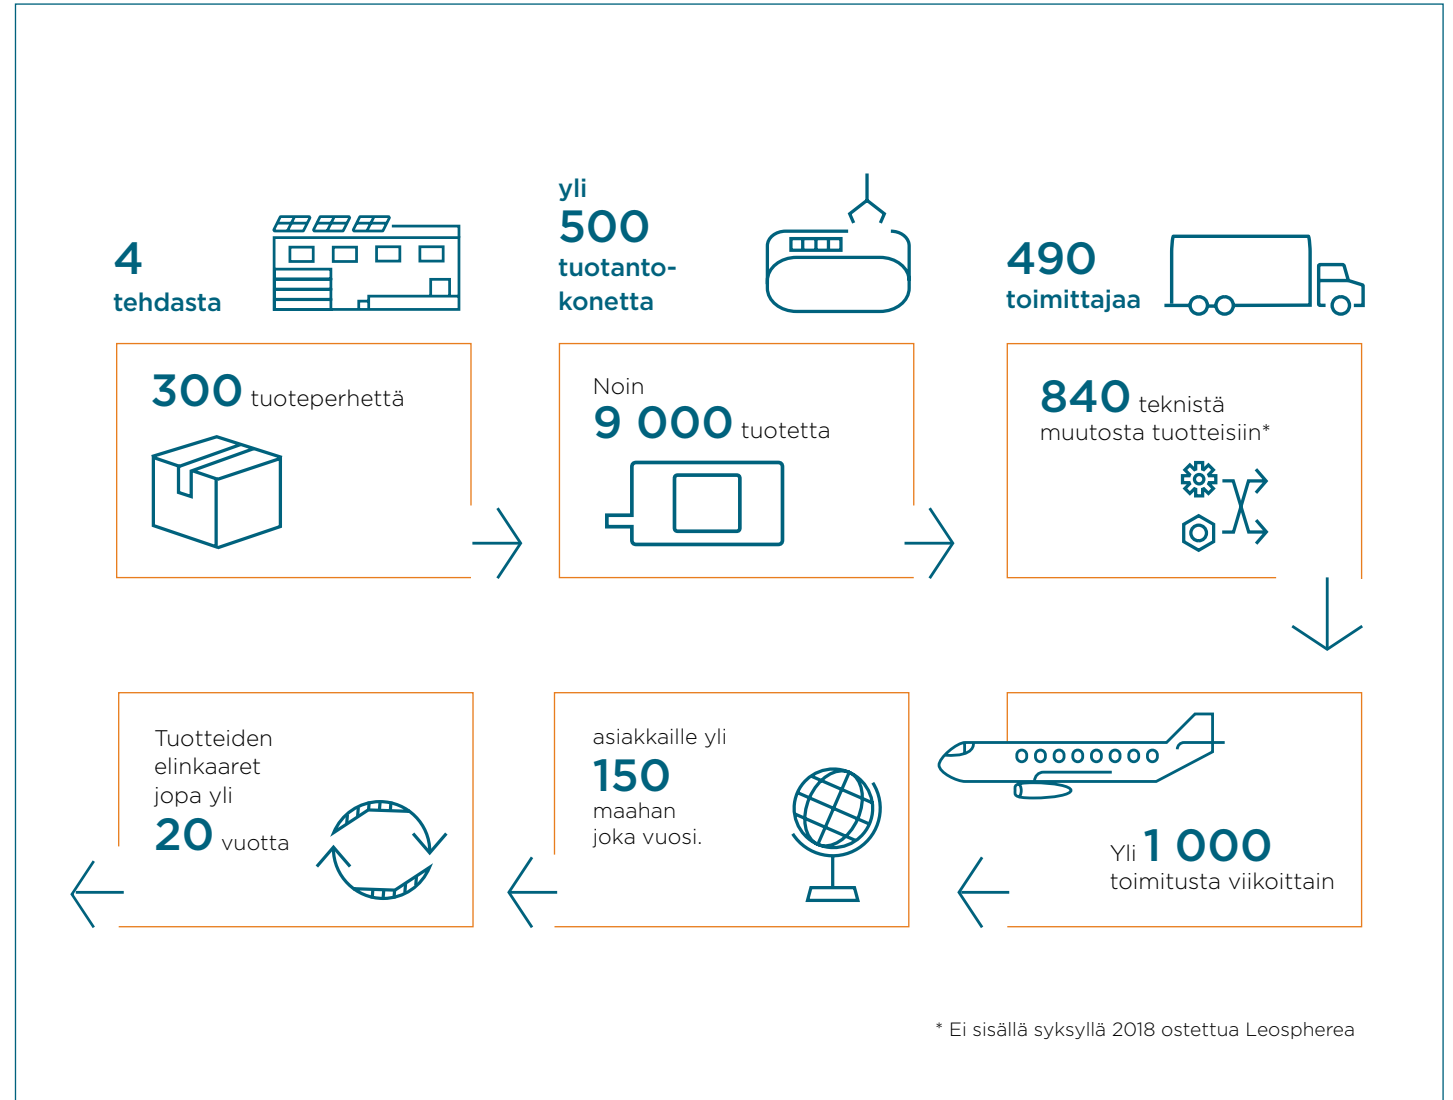 4
tehdasta
yli
500
tuotanto-
konetta
490
toimittajaa
300 tuoteperhettä
Noin
9 000 tuotetta
840 teknistä
muutosta tuotteisiin*
Yli 1 000
toimitusta viikoittain
asiakkaille yli
150
maahan
joka vuosi.
Tuotteiden
elinkaaret
jopa yli
20 vuotta
* Ei sisällä syksyllä 2018 ostettua Leospherea